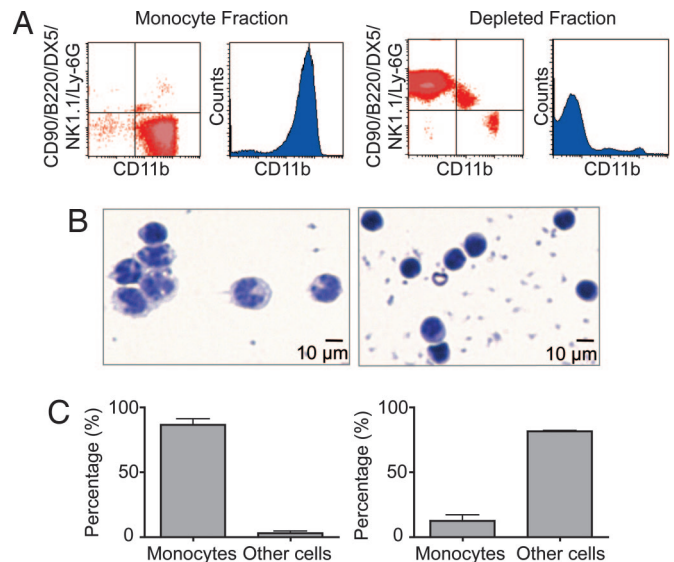 A
Monocyte Fraction
Depleted Fraction
CD90/B220/DX5/
NK1.1/Ly-6G
CD11b
Counts
CD11b
CD90/B220/DX5/
NK1.1/Ly-6G
CD11b
Counts
CD11b
B
10 µm
10 µm
C
Percentage (%)
100
50
0
Monocytes Other cells
Percentage (%)
100
50
0
Monocytes Other cells